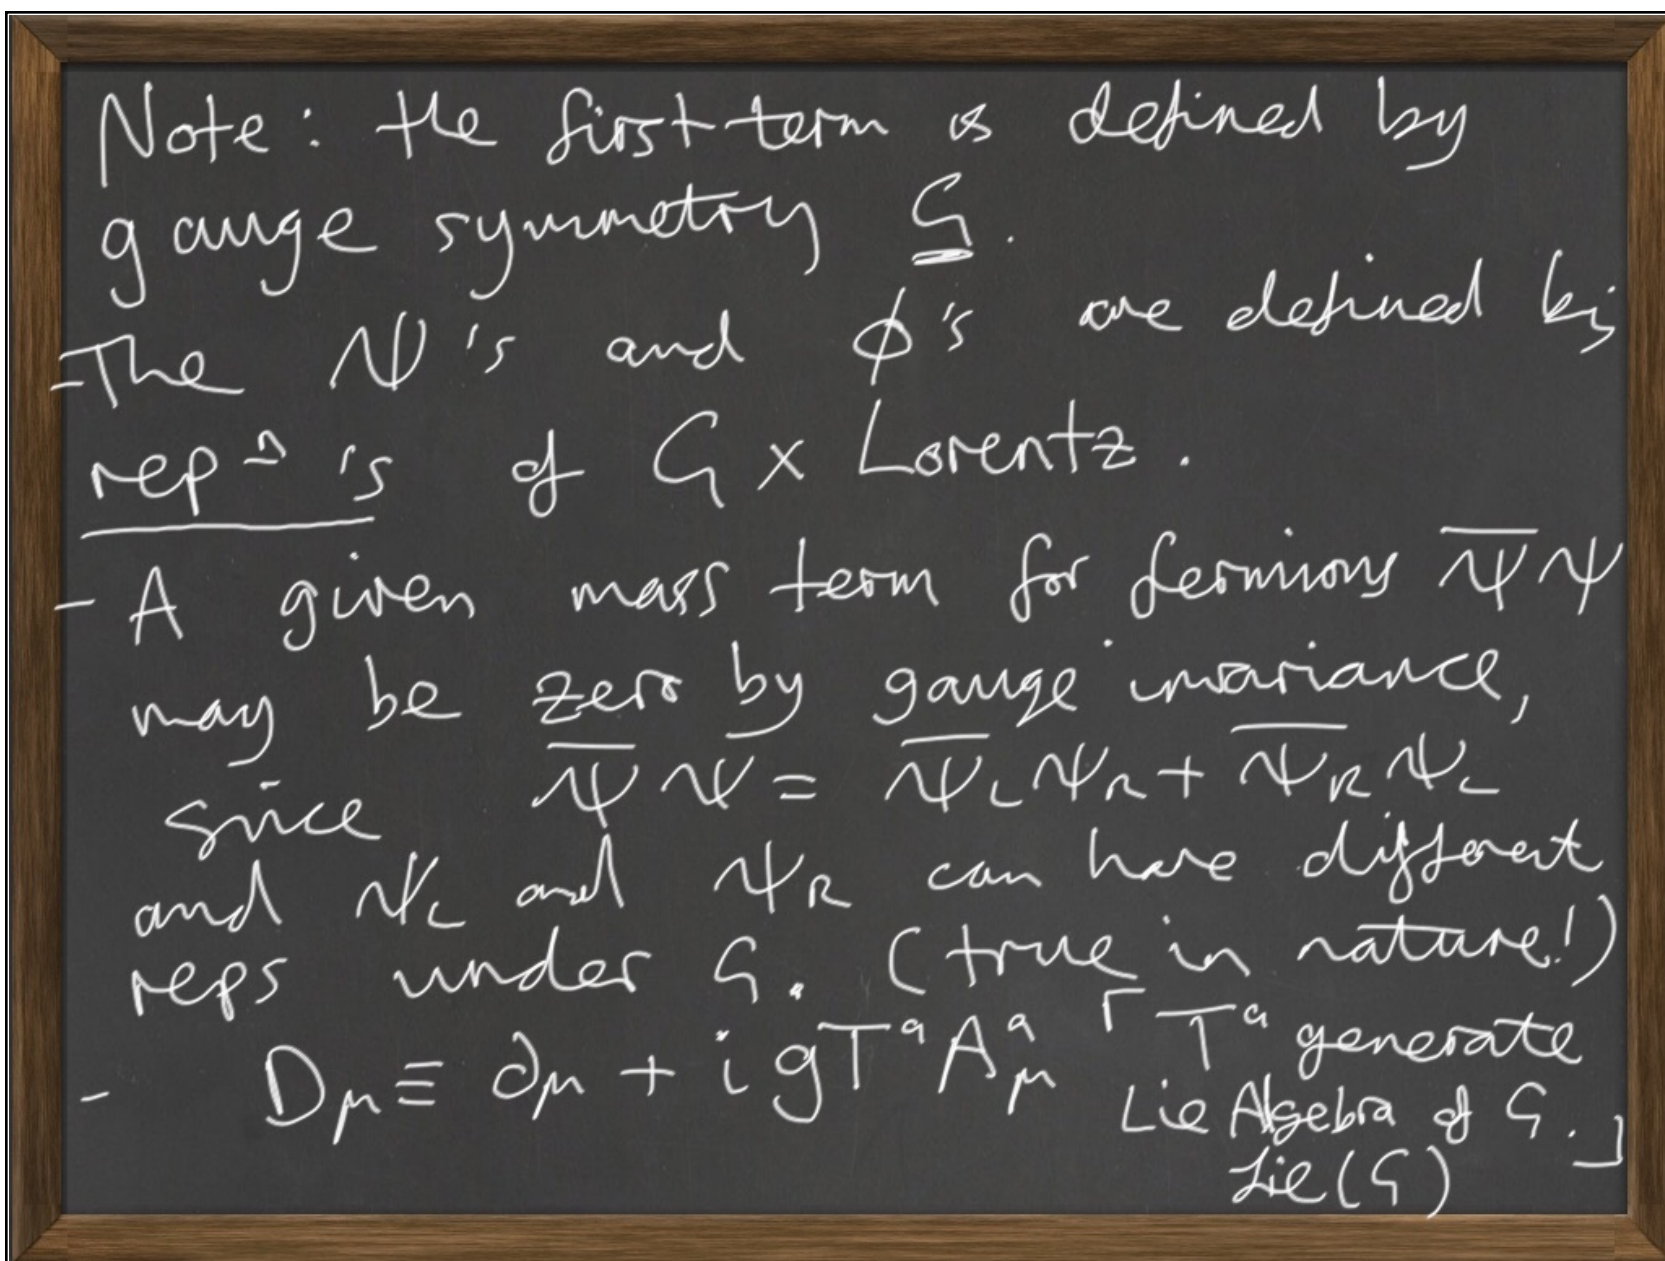 Note: the first term is defined by
gauge symmetry G.
- The ψ's and ϕ's are defined by
repⁿ's of G x Lorentz.
- A given mass term for fermions ψ̄ψ
may be zero by gauge invariance,
since ψ̄ψ = ψ̄_L ψ_R + ψ̄_R ψ_L
and ψ_L and ψ_R can have different
reps under G. (true in nature!)
- D_μ ≡ ∂_μ + i g T^a A^a_μ [T^a generate
Lie Algebra of G.]
Lie(G)